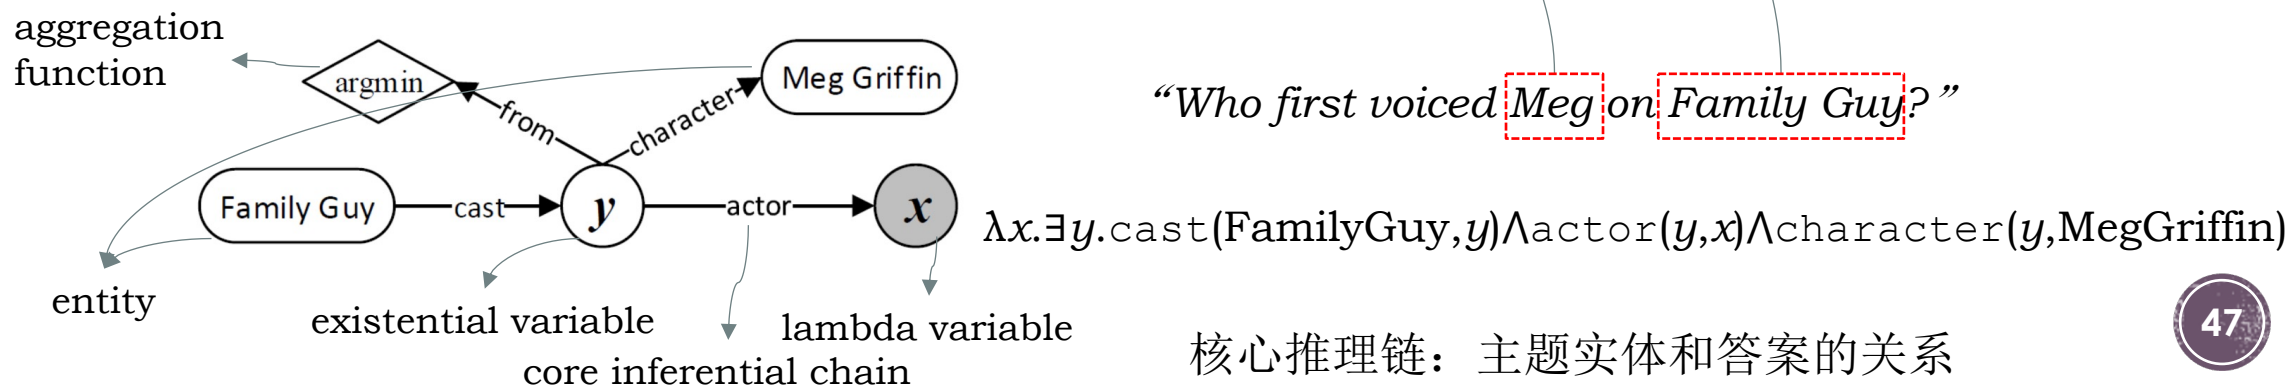 aggregation
function
argmin
from
character
Meg Griffin
Family Guy
cast
y
actor
x
entity
existential variable
lambda variable
core inferential chain
“Who first voiced Meg on Family Guy?”
λx.∃y.cast(FamilyGuy,y)∧actor(y,x)∧character(y,MegGriffin)
核心推理链：主题实体和答案的关系
47